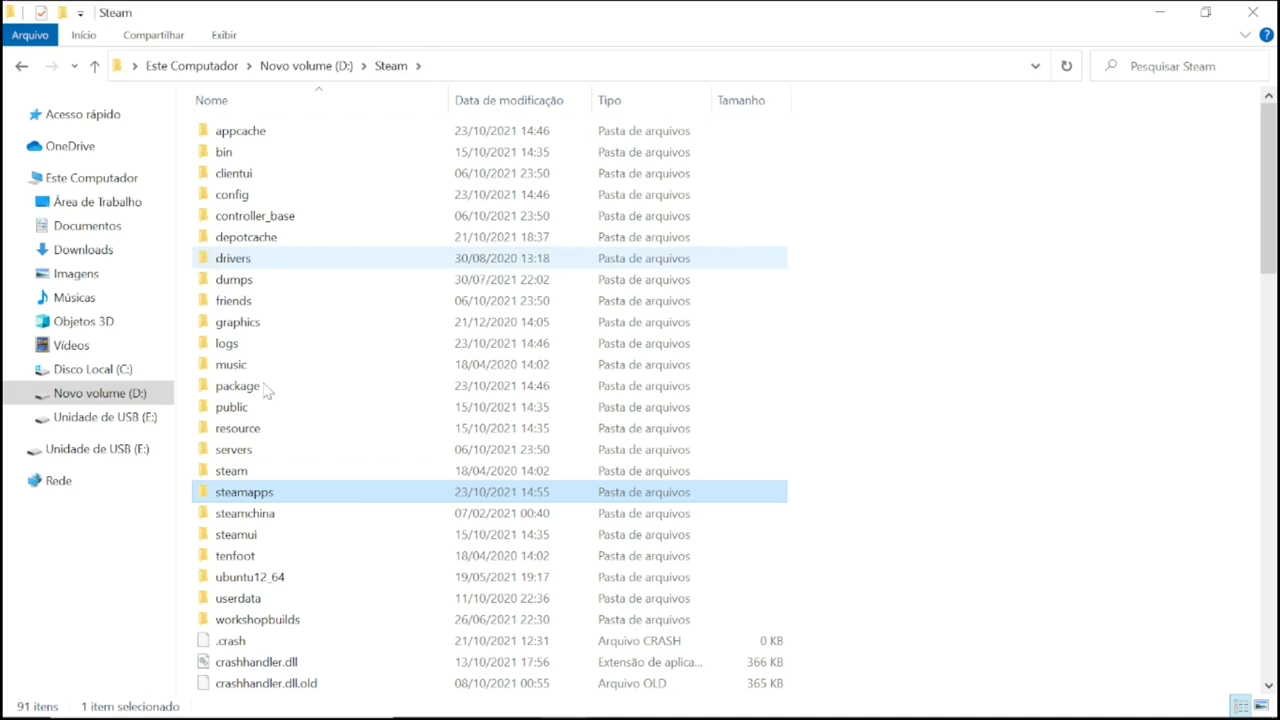 Steam
Arquivo Início Compartilhar Exibir
Este Computador Novo volume (D:) Steam Pesquisar Steam
Nome Data de modificação Tipo Tamanho
Acesso rápido
OneDrive
Este Computador
Área de Trabalho
Documentos
Downloads
Imagens
Músicas
Objetos 3D
Vídeos
Disco Local (C:)
Novo volume (D:)
Unidade de USB (E:)
Unidade de USB (E:)
Rede
appcache 23/10/2021 14:46 Pasta de arquivos
bin 15/10/2021 14:35 Pasta de arquivos
clientui 06/10/2021 23:50 Pasta de arquivos
config 23/10/2021 14:46 Pasta de arquivos
controller_base 06/10/2021 23:50 Pasta de arquivos
depotcache 21/10/2021 18:37 Pasta de arquivos
drivers 30/08/2020 13:18 Pasta de arquivos
dumps 30/07/2021 22:02 Pasta de arquivos
friends 06/10/2021 23:50 Pasta de arquivos
graphics 21/12/2020 14:05 Pasta de arquivos
logs 23/10/2021 14:46 Pasta de arquivos
music 18/04/2020 14:02 Pasta de arquivos
package 23/10/2021 14:46 Pasta de arquivos
public 15/10/2021 14:35 Pasta de arquivos
resource 15/10/2021 14:35 Pasta de arquivos
servers 06/10/2021 23:50 Pasta de arquivos
steam 18/04/2020 14:02 Pasta de arquivos
steamapps 23/10/2021 14:55 Pasta de arquivos
steamchina 07/02/2021 00:40 Pasta de arquivos
steamui 15/10/2021 14:35 Pasta de arquivos
tenfoot 18/04/2020 14:02 Pasta de arquivos
ubuntu12_64 19/05/2021 19:17 Pasta de arquivos
userdata 11/10/2020 22:36 Pasta de arquivos
workshopbuilds 26/06/2021 22:30 Pasta de arquivos
.crash 21/10/2021 12:31 Arquivo CRASH 0 KB
crashhandler.dll 13/10/2021 17:56 Extensão de aplica... 366 KB
crashhandler.dll.old 08/10/2021 00:55 Arquivo OLD 365 KB
91 itens 1 item selecionado